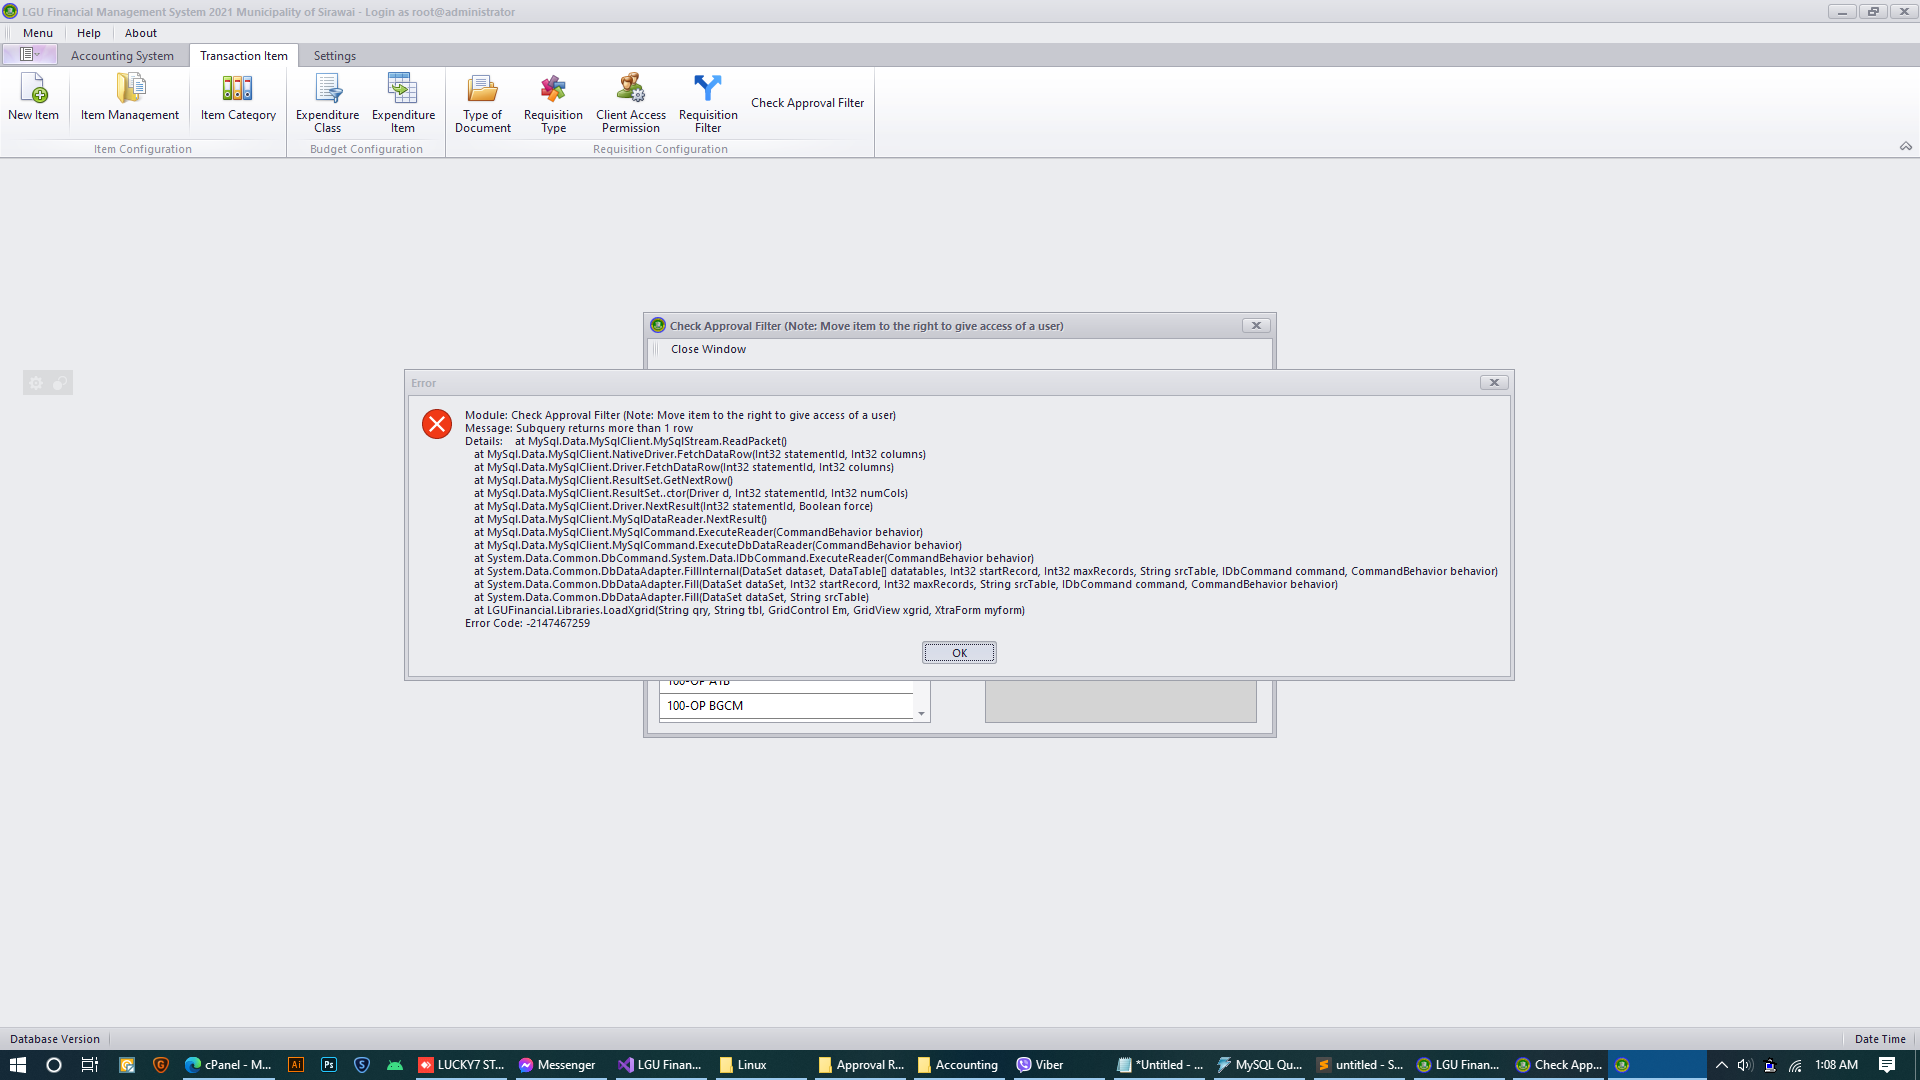 LGU Financial Management System 2021 Municipality of Sirawai - Login as root@administrator
Menu Help About
Accounting System Transaction Item Settings
New Item Item Management Item Category Expenditure Class Expenditure Item Type of Document Requisition Type Client Access Permission Requisition Filter Check Approval Filter
Item Configuration Budget Configuration Requisition Configuration
Check Approval Filter (Note: Move item to the right to give access of a user)
Close Window
Error
Module: Check Approval Filter (Note: Move item to the right to give access of a user)
Message: Subquery returns more than 1 row
Details:    at MySql.Data.MySqlClient.MySqlStream.ReadPacket()
at MySql.Data.MySqlClient.NativeDriver.FetchDataRow(Int32 statementId, Int32 columns)
at MySql.Data.MySqlClient.Driver.FetchDataRow(Int32 statementId, Int32 columns)
at MySql.Data.MySqlClient.ResultSet.GetNextRow()
at MySql.Data.MySqlClient.ResultSet..ctor(Driver d, Int32 statementId, Int32 numCols)
at MySql.Data.MySqlClient.Driver.NextResult(Int32 statementId, Boolean force)
at MySql.Data.MySqlClient.MySqlDataReader.NextResult()
at MySql.Data.MySqlClient.MySqlCommand.ExecuteReader(CommandBehavior behavior)
at MySql.Data.MySqlClient.MySqlCommand.ExecuteDbDataReader(CommandBehavior behavior)
at System.Data.Common.DbCommand.System.Data.IDbCommand.ExecuteReader(CommandBehavior behavior)
at System.Data.Common.DbDataAdapter.FillInternal(DataSet dataset, DataTable[] datatables, Int32 startRecord, Int32 maxRecords, String srcTable, IDbCommand command, CommandBehavior behavior)
at System.Data.Common.DbDataAdapter.Fill(DataSet dataSet, Int32 startRecord, Int32 maxRecords, String srcTable, IDbCommand command, CommandBehavior behavior)
at System.Data.Common.DbDataAdapter.Fill(DataSet dataSet, String srcTable)
at LGUFinancial.Libraries.LoadXgrid(String qry, String tbl, GridControl Em, GridView xgrid, XtraForm myform)
Error Code: -2147467259
OK
100-OP
100-OP BGCM
Database Version Date Time
G Ai Ps S cPanel - M... LUCKY7 ST... Messenger LGU Finan... Linux Approval R... Accounting Viber *Untitled - ... MySQL Qu... untitled - S... LGU Finan... Check App... 1:08 AM